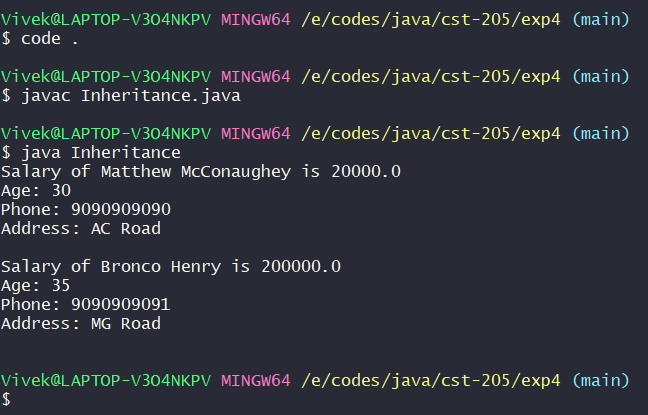 Vivek@LAPTOP-V3O4NKPV MINGW64 /e/codes/java/cst-205/exp4 (main)
$ code .
Vivek@LAPTOP-V3O4NKPV MINGW64 /e/codes/java/cst-205/exp4 (main)
$ javac Inheritance.java
Vivek@LAPTOP-V3O4NKPV MINGW64 /e/codes/java/cst-205/exp4 (main)
$ java Inheritance
Salary of Matthew McConaughey is 20000.0
Age: 30
Phone: 9090909090
Address: AC Road
Salary of Bronco Henry is 200000.0
Age: 35
Phone: 9090909091
Address: MG Road
Vivek@LAPTOP-V3O4NKPV MINGW64 /e/codes/java/cst-205/exp4 (main)
$